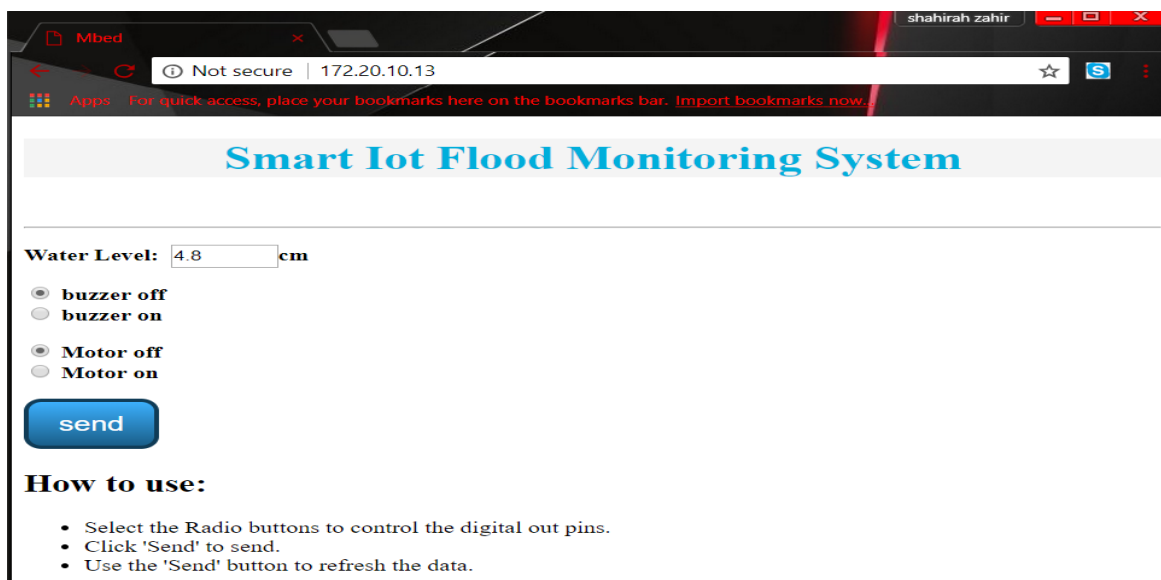 shahirah zahir
Mbed
Not secure | 172.20.10.13
Apps For quick access, place your bookmarks here on the bookmarks bar. Import bookmarks now...
Smart Iot Flood Monitoring System
Water Level: 4.8 cm
buzzer off
buzzer on
Motor off
Motor on
send
How to use:
• Select the Radio buttons to control the digital out pins.
• Click 'Send' to send.
• Use the 'Send' button to refresh the data.